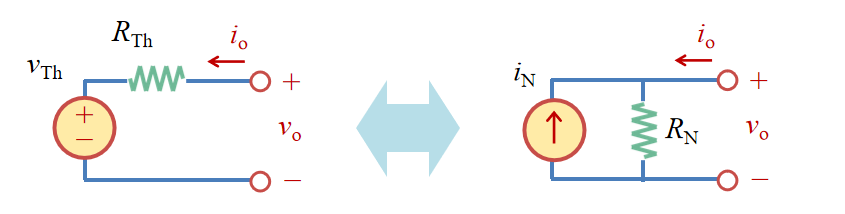 R_Th
i_o
v_Th
+
−
+
v_o
−
i_o
i_N
R_N
+
v_o
−